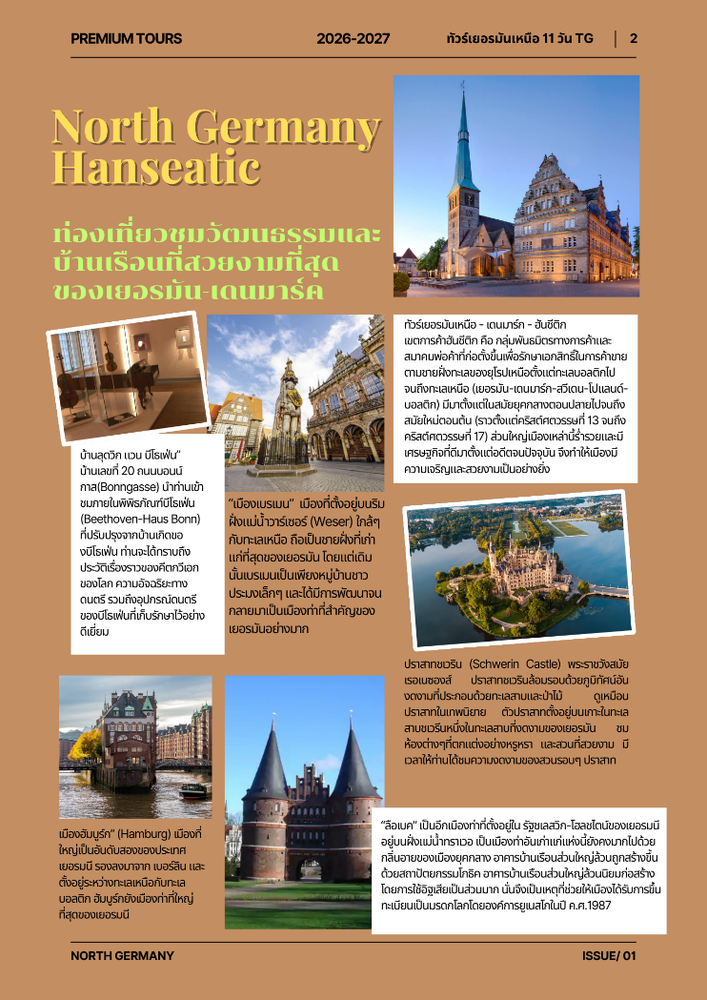 PREMIUM TOURS
2026-2027
ทัวร์เยอรมันเหนือ 11 วัน TG
2
North Germany
Hanseatic
ท่องเที่ยวชมวัฒนธรรมและ
บ้านเรือนที่สวยงามที่สุด
ของเยอรมัน-เดนมาร์ค
ทัวร์เยอรมันเหนือ - เดนมาร์ก - ฮันซีติก
เขตการค้าฮันซีติก คือ กลุ่มพันธมิตรทางการค้าและ
สมาคมพ่อค้าที่ก่อตั้งขึ้นเพื่อรักษาเอกสิทธิ์ในการค้าขาย
ตามชายฝั่งทะเลของยุโรปเหนือตั้งแต่ทะเลบอลติกไป
จนถึงทะเลเหนือ (เยอรมัน-เดนมาร์ก-สวีเดน-โปแลนด์-
บอลติก) มีมาตั้งแต่ในสมัยยุคกลางตอนปลายไปจนถึง
สมัยใหม่ตอนต้น (ราวตั้งแต่คริสต์ศตวรรษที่ 13 จนถึง
คริสต์ศตวรรษที่ 17) ส่วนใหญ่เมืองเหล่านี้ร่ำรวยและมี
เศรษฐกิจที่ดีมาตั้งแต่อดีตจนปัจจุบัน จึงทำให้เมืองมี
ความเจริญและสวยงามเป็นอย่างยิ่ง
บ้านลุดวิก แวน บีโธเฟ่น"
บ้านเลขที่ 20 ถนนบอนน์
กาส(Bonngasse) นำท่านเข้า
ชมภายในพิพิธภัณฑ์บีโธเฟ่น
(Beethoven-Haus Bonn)
ที่ปรับปรุงจากบ้านเกิดขอ
งบีโธเฟ่น ท่านจะได้ทราบถึง
ประวัติเรื่องราวของคีตกวีเอก
ของโลก ความอัจฉริยะทาง
ดนตรี รวมถึงอุปกรณ์ดนตรี
ของบีโธเฟ่นที่เก็บรักษาไว้อย่าง
ดีเยี่ยม
"เมืองเบรเมน" เมืองที่ตั้งอยู่บนริม
ฝั่งแม่น้ำวาร์เซอร์ (Weser) ใกล้ๆ
กับทะเลเหนือ ถือเป็นชายฝั่งที่เก่า
แก่ที่สุดของเยอรมัน โดยแต่เดิม
นั้นเบรเมนเป็นเพียงหมู่บ้านชาว
ประมงเล็กๆ และได้มีการพัฒนาจน
กลายมาเป็นเมืองท่าที่สำคัญของ
เยอรมันอย่างมาก
ปราสาทชเวริน (Schwerin Castle) พระราชวังสมัย
เรอเนซองส์ ปราสาทชเวรินล้อมรอบด้วยภูมิทัศน์อัน
งดงามที่ประกอบด้วยทะเลสาบและป่าไม้ ดูเหมือน
ปราสาทในเทพนิยาย ตัวปราสาทตั้งอยู่บนเกาะในทะเล
สาบชเวรีนหนึ่งในทะเลสาบที่งดงามของเยอรมัน ชม
ห้องต่างๆที่ตกแต่งอย่างหรูหรา และสวนที่สวยงาม มี
เวลาให้ท่านได้ชมความงดงามของสวนรอบๆ ปราสาท
เมืองฮัมบูร์ก" (Hamburg) เมืองที่
ใหญ่เป็นอันดับสองของประเทศ
เยอรมนี รองลงมาจาก เบอร์ลิน และ
ตั้งอยู่ระหว่างทะเลเหนือกับทะเล
บอลติก ฮัมบูร์กยังเมืองท่าที่ใหญ่
ที่สุดของเยอรมนี
"ลือเบค" เป็นอีกเมืองท่าที่ตั้งอยู่ใน รัฐชเลสวิก-โฮลชไตน์ของเยอรมนี
อยู่บนฝั่งแม่น้ำทราเวอ เป็นเมืองท่าอันเก่าแก่แห่งนี้ยังคงมากไปด้วย
กลิ่นอายของเมืองยุคกลาง อาคารบ้านเรือนส่วนใหญ่ล้วนถูกสร้างขึ้น
ด้วยสถาปัตยกรรมโกธิค อาคารบ้านเรือนส่วนใหญ่ล้วนนิยมก่อสร้าง
โดยการใช้อิฐเสียเป็นส่วนมาก นั่นจึงเป็นเหตุที่ช่วยให้เมืองได้รับการขึ้น
ทะเบียนเป็นมรดกโลกโดยองค์การยูเนสโกในปี ค.ศ.1987
NORTH GERMANY
ISSUE/ 01